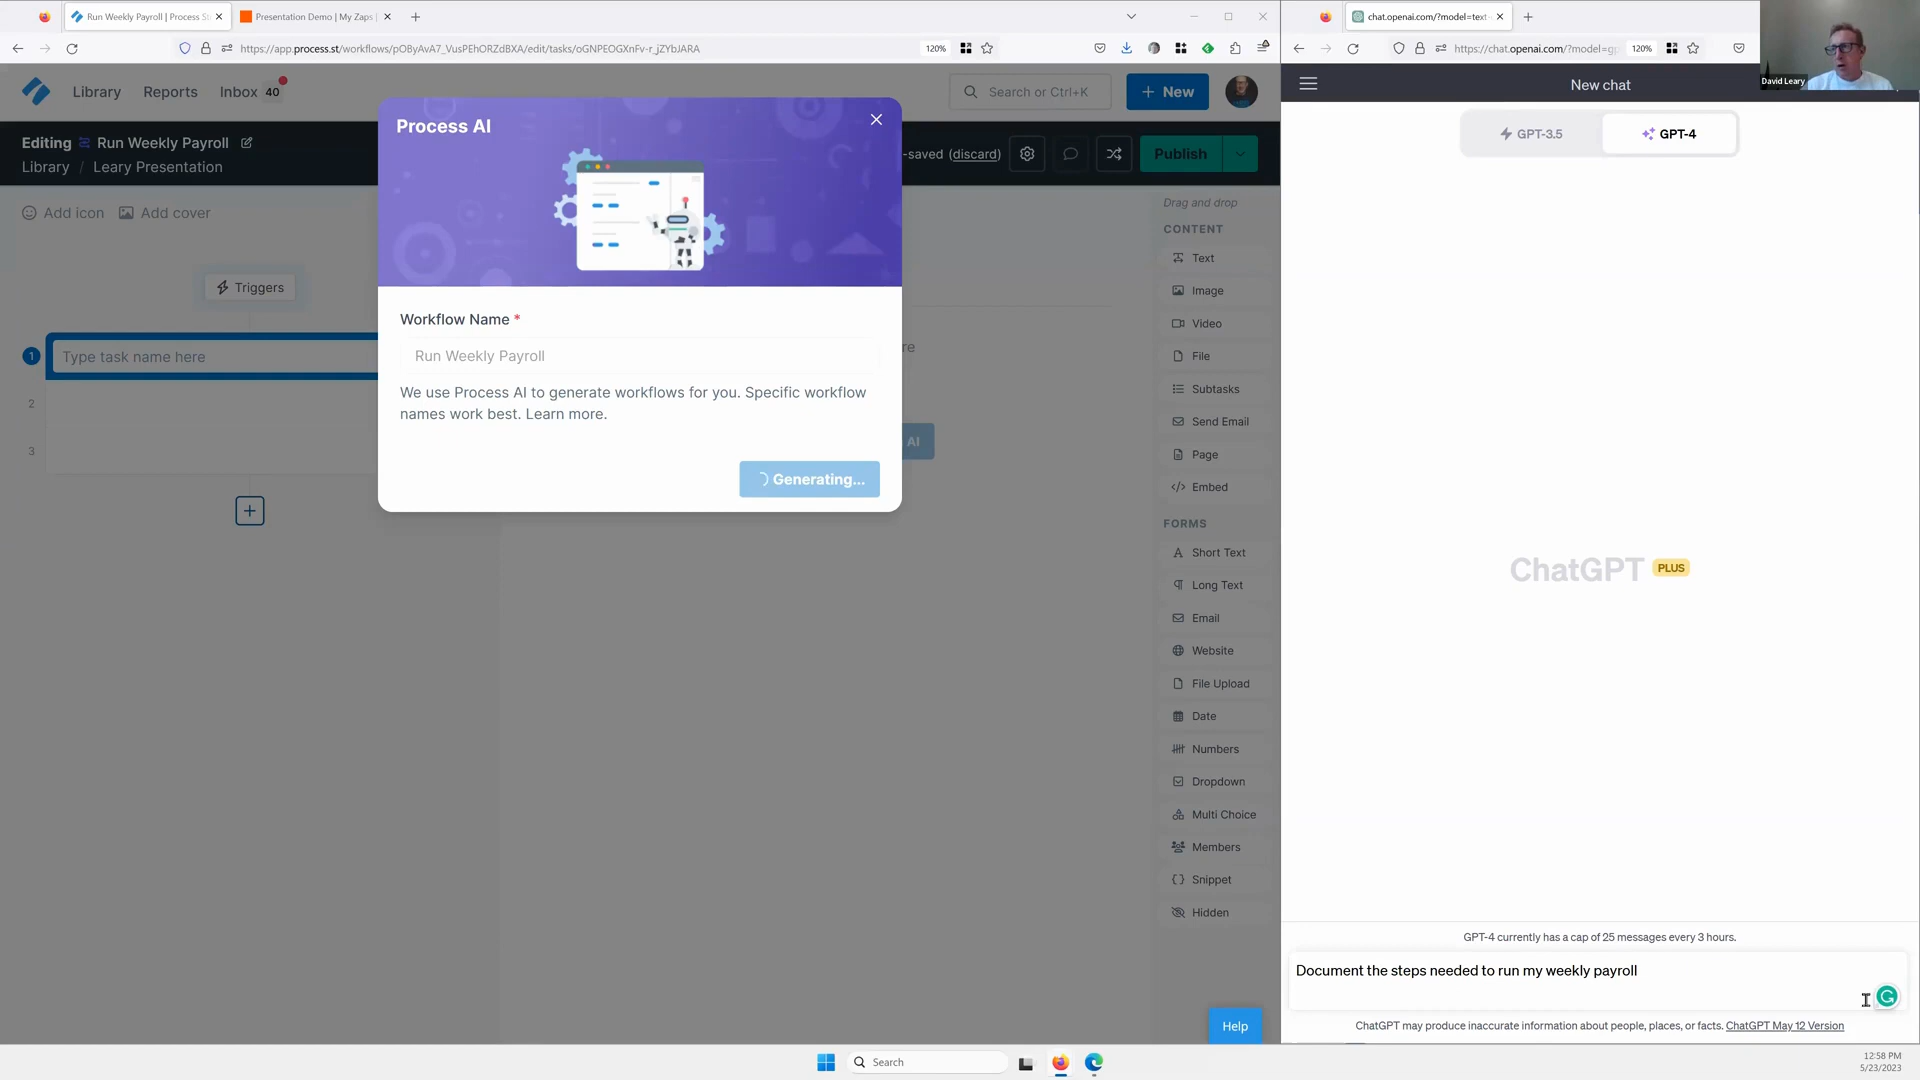 Run Weekly Payroll | Process St
Presentation Demo | My Zaps |
https://app.process.st/workflows/pOByAvA7_VusPEhORZdBXA/edit/tasks/oGNPEOGXnFv-r_jZYbJARA
120%
Library
Reports
Inbox
40
Search or Ctrl+K
New
Editing
Run Weekly Payroll
Library / Leary Presentation
-saved (discard)
Publish
Add icon
Add cover
Triggers
1
Type task name here
2
3
Process AI
Workflow Name *
Run Weekly Payroll
We use Process AI to generate workflows for you. Specific workflow
names work best. Learn more.
Generating...
re
AI
Drag and drop
CONTENT
Text
Image
Video
File
Subtasks
Send Email
Page
Embed
FORMS
Short Text
Long Text
Email
Website
File Upload
Date
Numbers
Dropdown
Multi Choice
Members
Snippet
Hidden
Help
chat.openai.com/?model=text
https://chat.openai.com/?model=gp
120%
David Leary
New chat
GPT-3.5
GPT-4
ChatGPT PLUS
GPT-4 currently has a cap of 25 messages every 3 hours.
Document the steps needed to run my weekly payroll
ChatGPT may produce inaccurate information about people, places, or facts. ChatGPT May 12 Version
Search
12:58 PM
5/23/2023